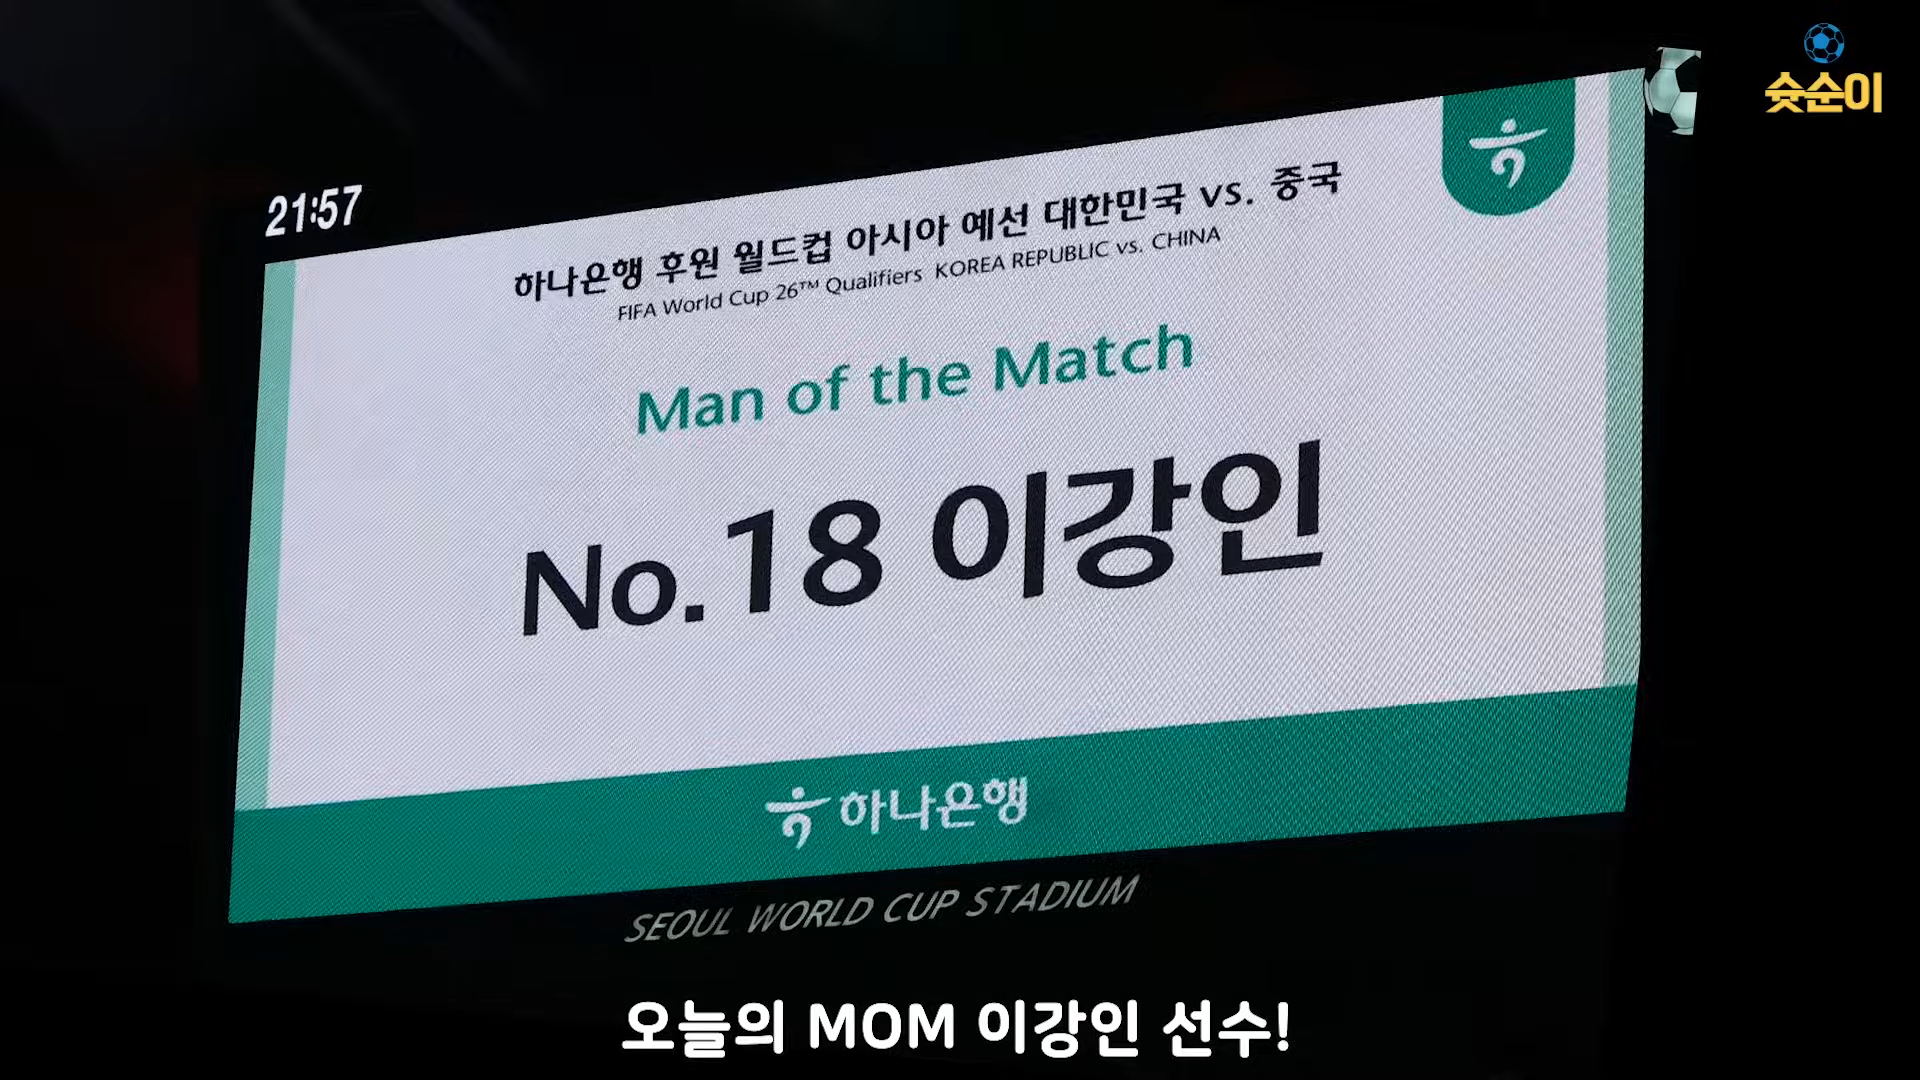 슛순이
21:57
하나은행 후원 월드컵 아시아 예선 대한민국 vs. 중국
FIFA World Cup 26™ Qualifiers KOREA REPUBLIC vs. CHINA
Man of the Match
No.18 이강인
하나은행
SEOUL WORLD CUP STADIUM
오늘의 MOM 이강인 선수!